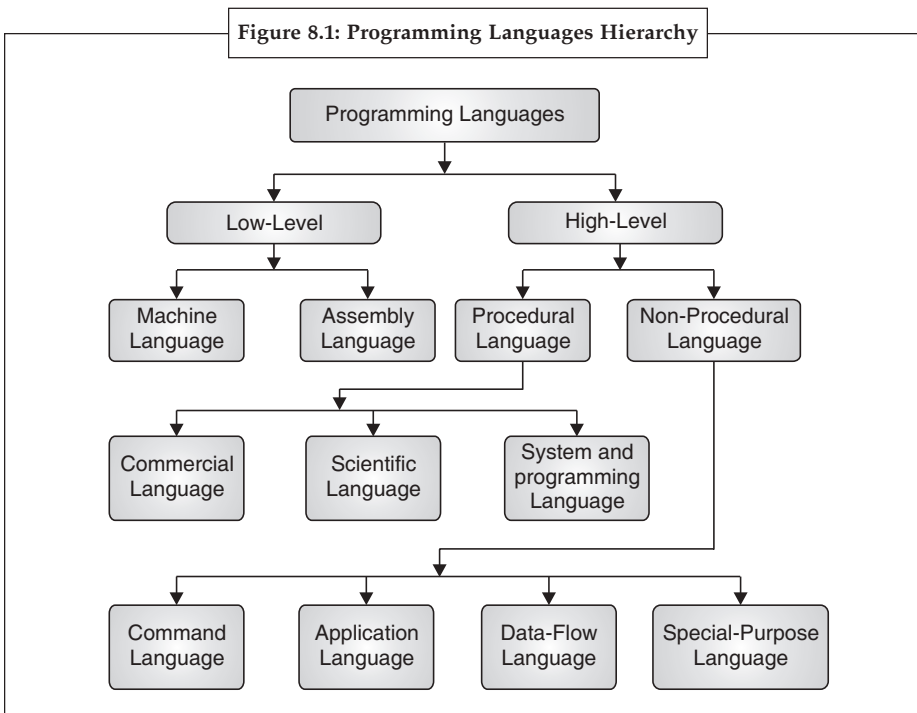 Figure 8.1: Programming Languages Hierarchy
Programming Languages
Low-Level
High-Level
Machine
Language
Assembly
Language
Procedural
Language
Non-Procedural
Language
Commercial
Language
Scientific
Language
System and
programming
Language
Command
Language
Application
Language
Data-Flow
Language
Special-Purpose
Language